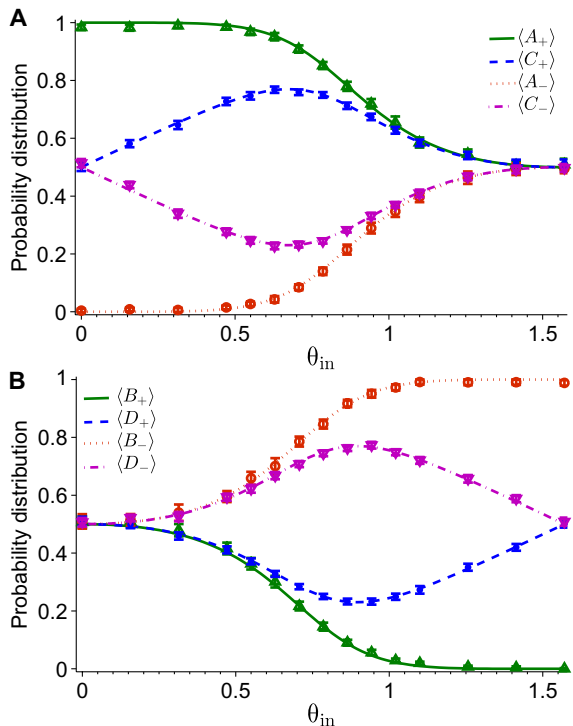 A
1
0.8
0.6
0.4
0.2
0
Probability distribution
⟨A₊⟩
⟨C₊⟩
⟨A₋⟩
⟨C₋⟩
0 0.5 1 1.5
θin
B
1
0.8
0.6
0.4
0.2
0
Probability distribution
⟨B₊⟩
⟨D₊⟩
⟨B₋⟩
⟨D₋⟩
0 0.5 1 1.5
θin